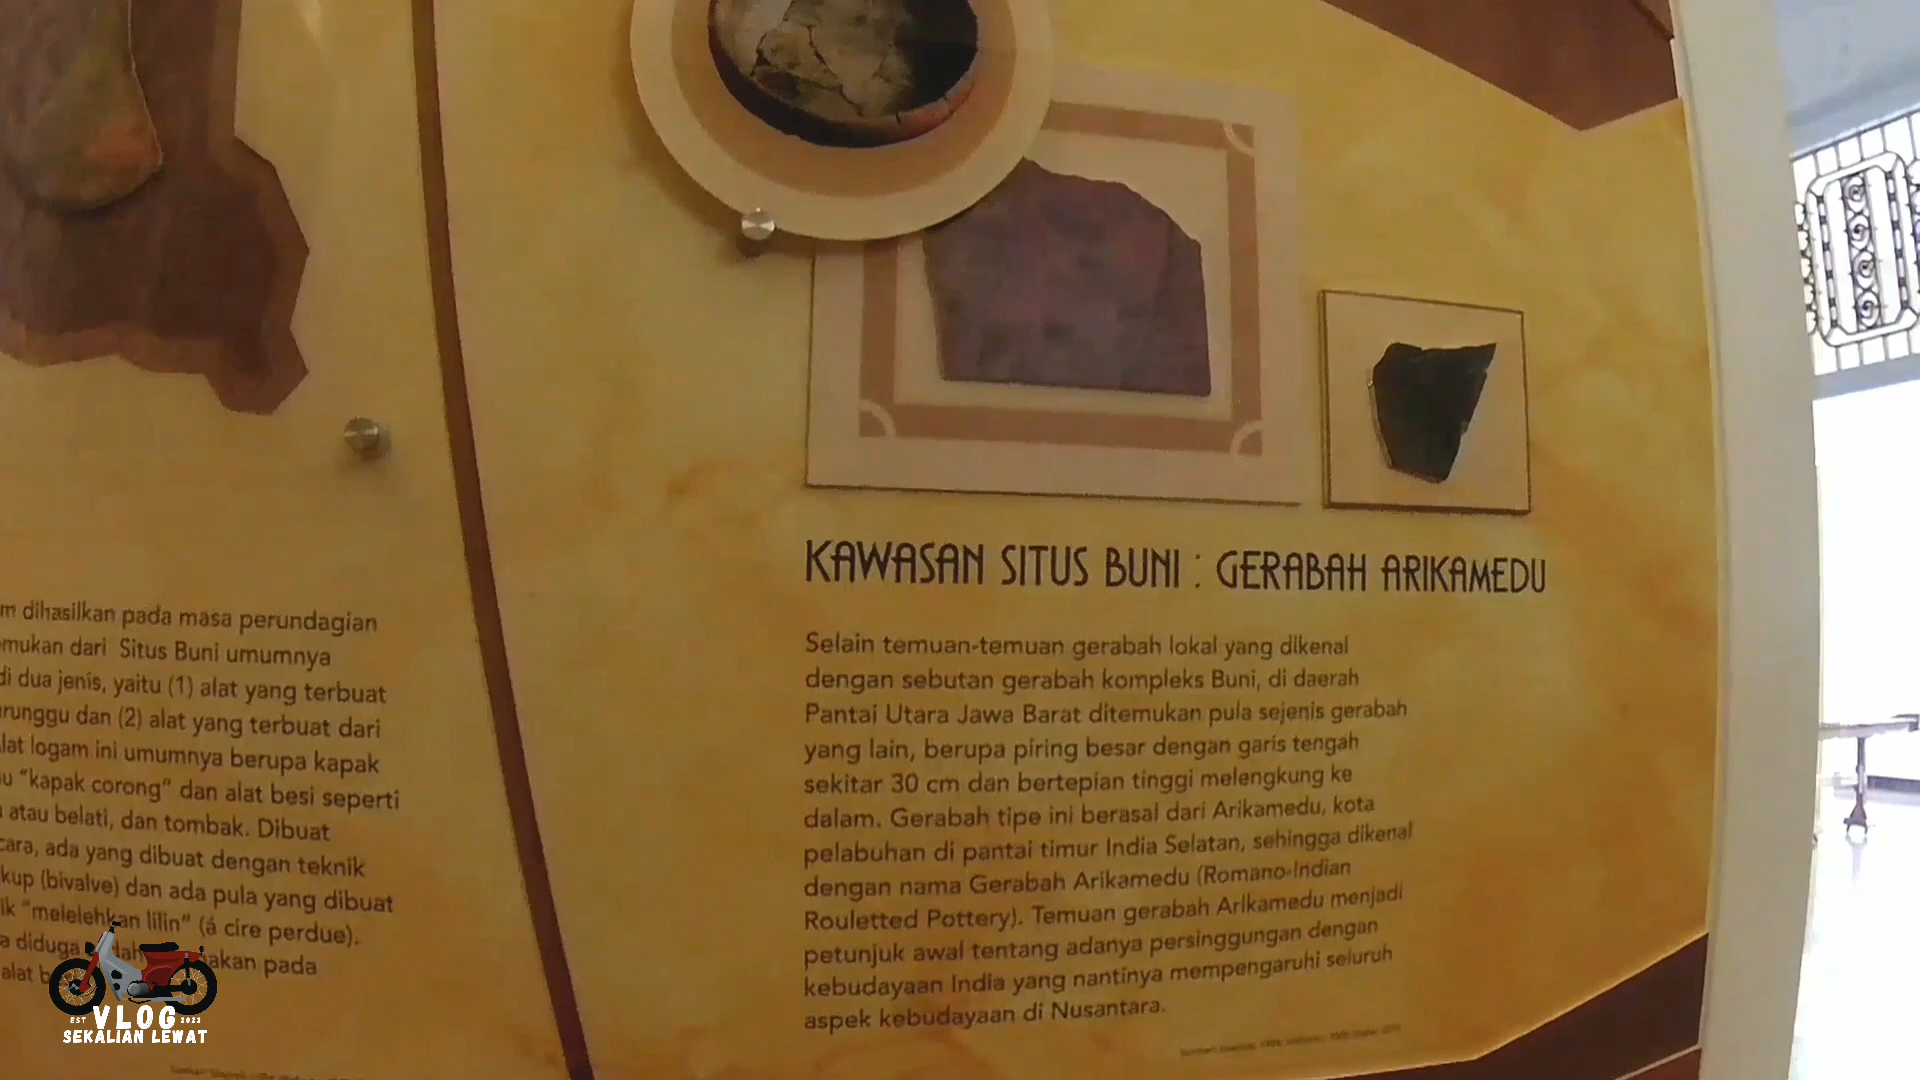 dihasilkan pada masa perundagian
dari Situs Buni umumnya
di dua jenis, yaitu (1) alat yang terbuat
dan (2) alat yang terbuat dari
logam ini umumnya berupa kapak
"kapak corong" dan alat besi seperti
atau belati, dan tombak. Dibuat
ada yang dibuat dengan teknik
(bivalve) dan ada pula yang dibuat
"melelehkan lilin" (á cire perdue).
diduga
pada
alat
KAWASAN SITUS BUNI : GERABAH ARIKAMEDU
Selain temuan-temuan gerabah lokal yang dikenal
dengan sebutan gerabah kompleks Buni, di daerah
Pantai Utara Jawa Barat ditemukan pula sejenis gerabah
yang lain, berupa piring besar dengan garis tengah
sekitar 30 cm dan bertepian tinggi melengkung ke
dalam. Gerabah tipe ini berasal dari Arikamedu, kota
pelabuhan di pantai timur India Selatan, sehingga dikenal
dengan nama Gerabah Arikamedu (Romano-Indian
Rouletted Pottery). Temuan gerabah Arikamedu menjadi
petunjuk awal tentang adanya persinggungan dengan
kebudayaan India yang nantinya mempengaruhi seluruh
aspek kebudayaan di Nusantara.
EST VLOG 2023
SEKALIAN LEWAT